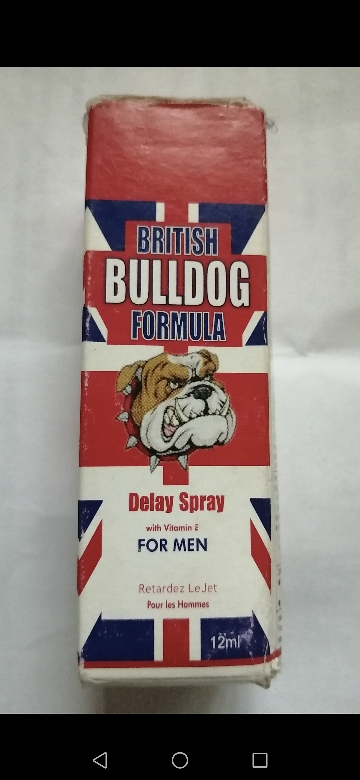 BRITISH
BULLDOG
FORMULA
Delay Spray
with Vitamin E
FOR MEN
Retardez LeJet
Pour les Hommes
12ml